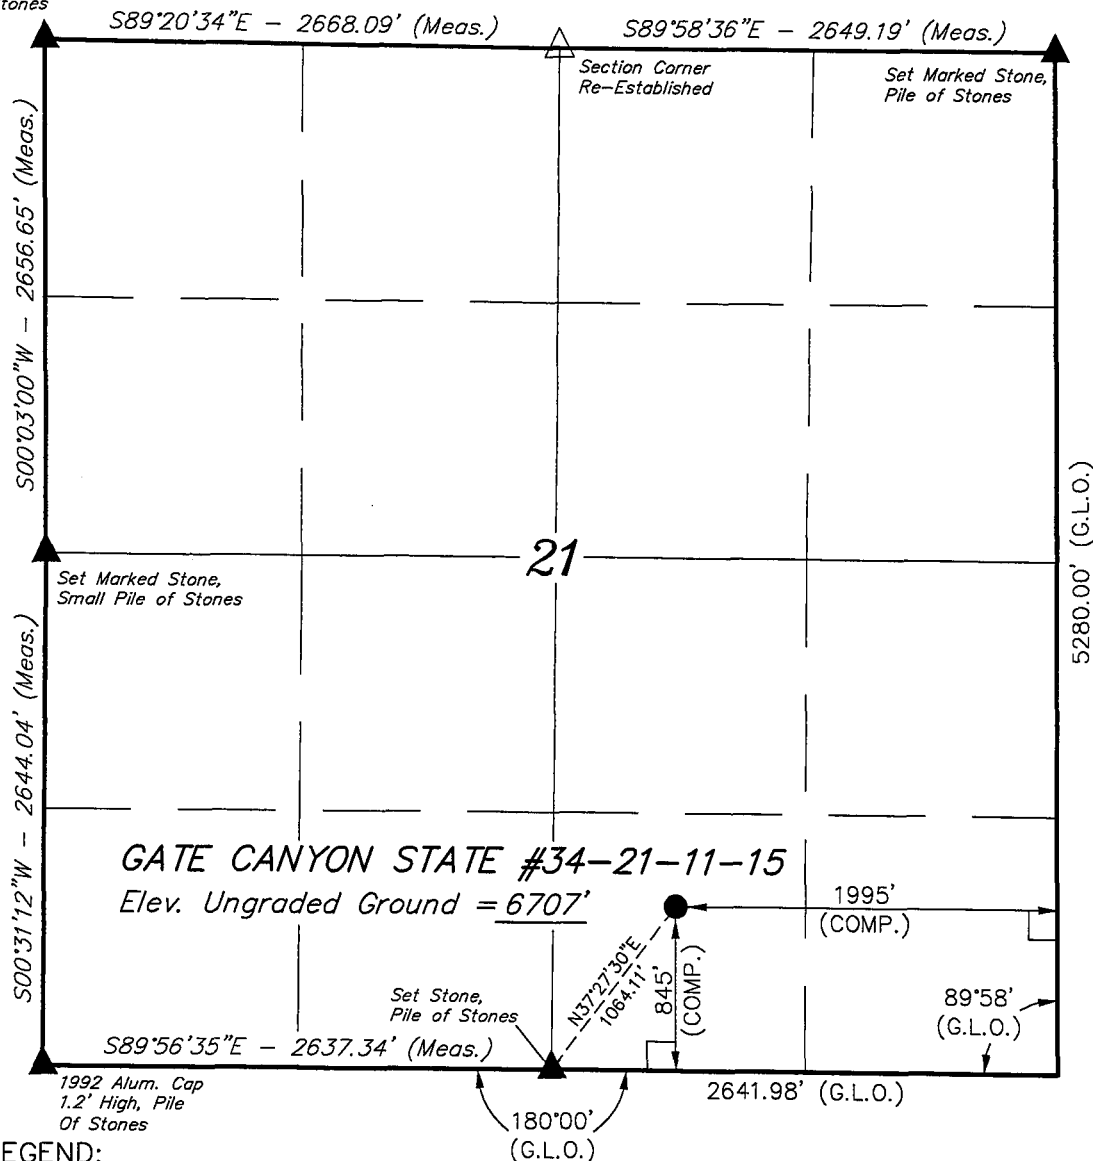 tones
S89°20'34"E - 2668.09' (Meas.)
S89°58'36"E - 2649.19' (Meas.)
Section Corner
Re-Established
Set Marked Stone,
Pile of Stones
S00°03'00"W - 2656.65' (Meas.)
21
5280.00' (G.L.O.)
Set Marked Stone,
Small Pile of Stones
S00°31'12"W - 2644.04' (Meas.)
GATE CANYON STATE #34-21-11-15
Elev. Ungraded Ground = 6707'
1995'
(COMP.)
N37°27'30"E
1064.11'
845'
(COMP.)
Set Stone,
Pile of Stones
89°58'
(G.L.O.)
S89°56'35"E - 2637.34' (Meas.)
1992 Alum. Cap
1.2' High, Pile
Of Stones
2641.98' (G.L.O.)
180°00'
(G.L.O.)
EGEND: